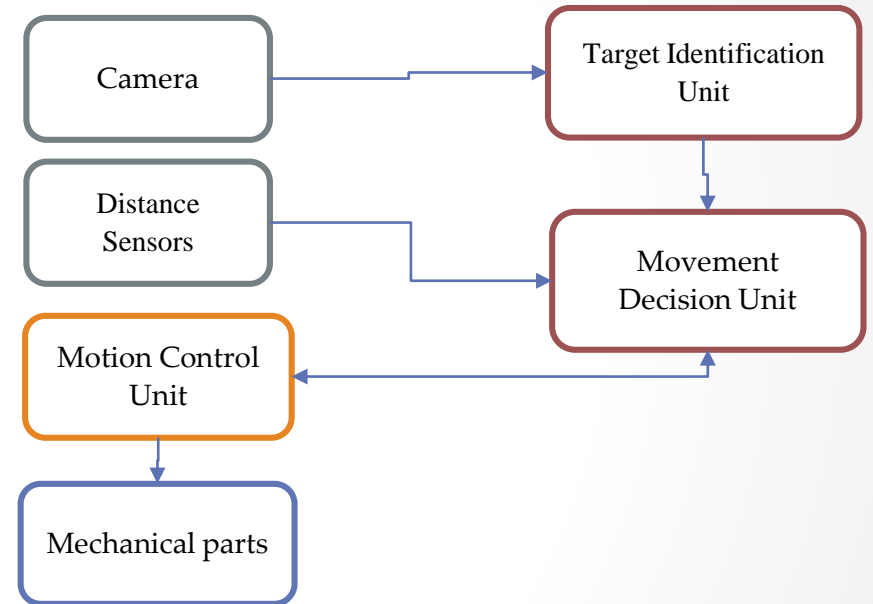 Camera
Target Identification
Unit
Distance
Sensors
Movement
Decision Unit
Motion Control
Unit
Mechanical parts